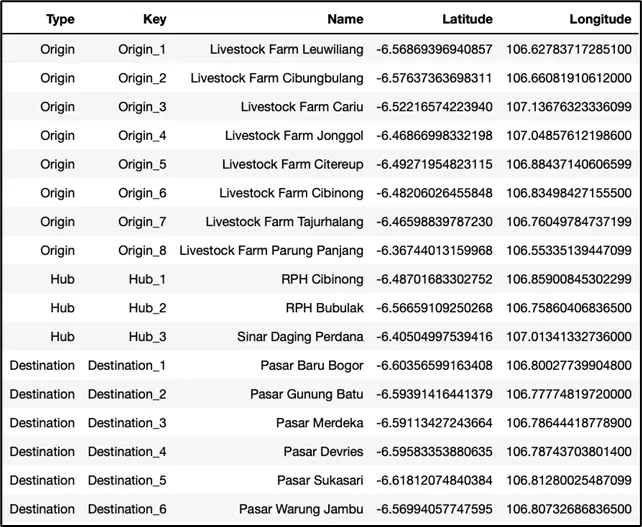 Type Key Name Latitude Longitude
Origin Origin_1 Livestock Farm Leuwiliang -6.56869396940857 106.62783717285100
Origin Origin_2 Livestock Farm Cibungbulang -6.57637363698311 106.66081910612000
Origin Origin_3 Livestock Farm Cariu -6.52216574223940 107.13676323336099
Origin Origin_4 Livestock Farm Jonggol -6.46866998332198 107.04857612198600
Origin Origin_5 Livestock Farm Citereup -6.49271954823115 106.88437140606599
Origin Origin_6 Livestock Farm Cibinong -6.48206026455848 106.83498427155500
Origin Origin_7 Livestock Farm Tajurhalang -6.46598839787230 106.76049784737199
Origin Origin_8 Livestock Farm Parung Panjang -6.36744013159968 106.55335139447099
Hub Hub_1 RPH Cibinong -6.48701683302752 106.85900845302299
Hub Hub_2 RPH Bubulak -6.56659109250268 106.75860406836500
Hub Hub_3 Sinar Daging Perdana -6.40504997539416 107.01341332736000
Destination Destination_1 Pasar Baru Bogor -6.60356599163408 106.80027739904800
Destination Destination_2 Pasar Gunung Batu -6.59391416441379 106.77774819720000
Destination Destination_3 Pasar Merdeka -6.59113427243664 106.78644418778900
Destination Destination_4 Pasar Devries -6.59583353880635 106.78743703801400
Destination Destination_5 Pasar Sukasari -6.61812074840384 106.81280025487099
Destination Destination_6 Pasar Warung Jambu -6.56994057747595 106.80732686836500